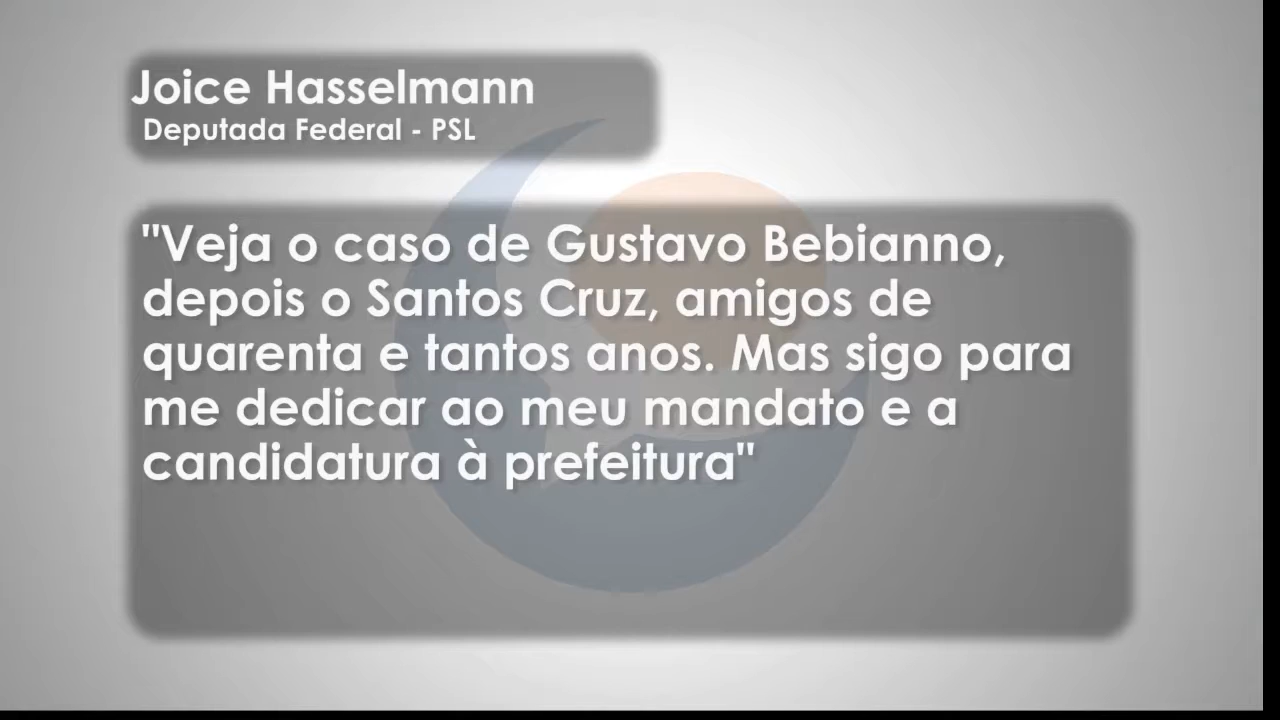 Joice Hasselmann
Deputada Federal - PSL
"Veja o caso de Gustavo Bebianno,
depois o Santos Cruz, amigos de
quarenta e tantos anos. Mas sigo para
me dedicar ao meu mandato e a
candidatura à prefeitura"